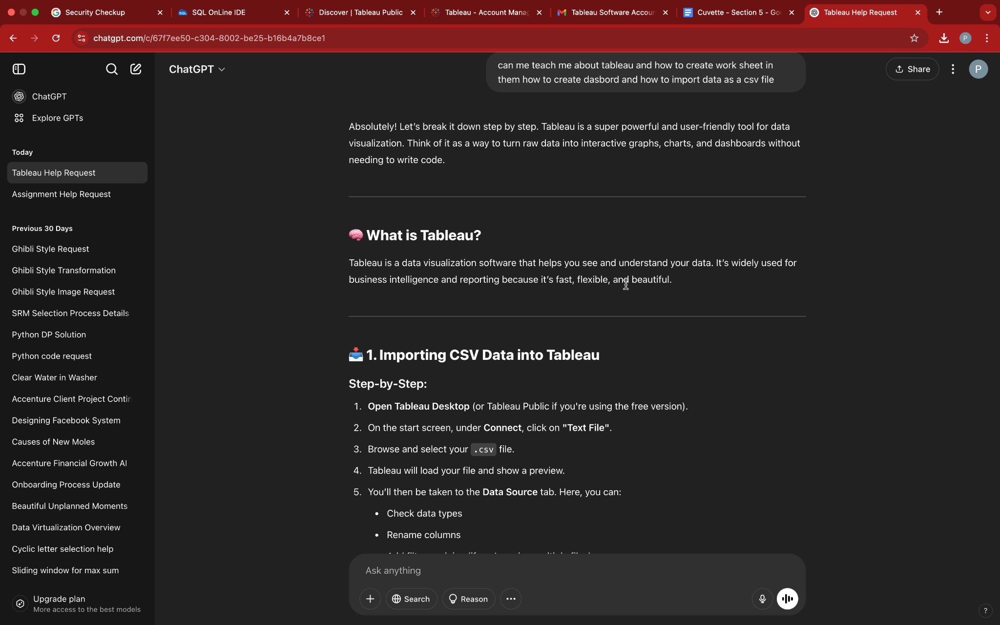 Security Checkup
SQL OnLine IDE
Discover | Tableau Public
Tableau - Account Manag
Tableau Software Accoun
Cuvette - Section 5 - Goo
Tableau Help Request
chatgpt.com/c/67f7ee50-c304-8002-be25-b16b4a7b8ce1
P
ChatGPT
Explore GPTs
Today
Tableau Help Request
Assignment Help Request
Previous 30 Days
Ghibli Style Request
Ghibli Style Transformation
Ghibli Style Image Request
SRM Selection Process Details
Python DP Solution
Python code request
Clear Water in Washer
Accenture Client Project Contin
Designing Facebook System
Causes of New Moles
Accenture Financial Growth AI
Onboarding Process Update
Beautiful Unplanned Moments
Data Virtualization Overview
Cyclic letter selection help
Sliding window for max sum
Upgrade plan
More access to the best models
ChatGPT
Share
P
can me teach me about tableau and how to create work sheet in
them how to create dasbord and how to import data as a csv file
Absolutely! Let’s break it down step by step. Tableau is a super powerful and user-friendly tool for data
visualization. Think of it as a way to turn raw data into interactive graphs, charts, and dashboards without
needing to write code.
🧠 What is Tableau?
Tableau is a data visualization software that helps you see and understand your data. It’s widely used for
business intelligence and reporting because it’s fast, flexible, and beautiful.
📥 1. Importing CSV Data into Tableau
Step-by-Step:
1. Open Tableau Desktop (or Tableau Public if you're using the free version).
2. On the start screen, under Connect, click on "Text File".
3. Browse and select your .csv file.
4. Tableau will load your file and show a preview.
5. You’ll then be taken to the Data Source tab. Here, you can:
• Check data types
• Rename columns
Ask anything
Search
Reason
?